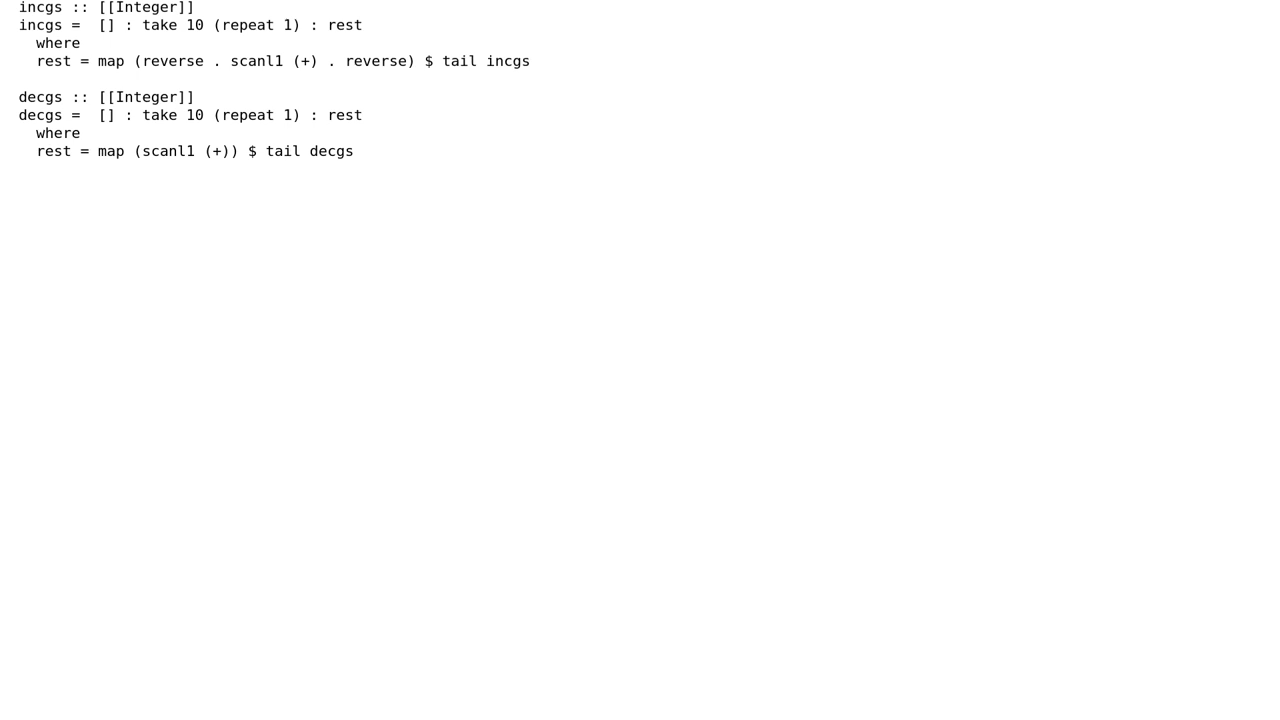 incgs :: [[Integer]]
incgs =  [] : take 10 (repeat 1) : rest
  where
  rest = map (reverse . scanl1 (+) . reverse) $ tail incgs

decgs :: [[Integer]]
decgs =  [] : take 10 (repeat 1) : rest
  where
  rest = map (scanl1 (+)) $ tail decgs